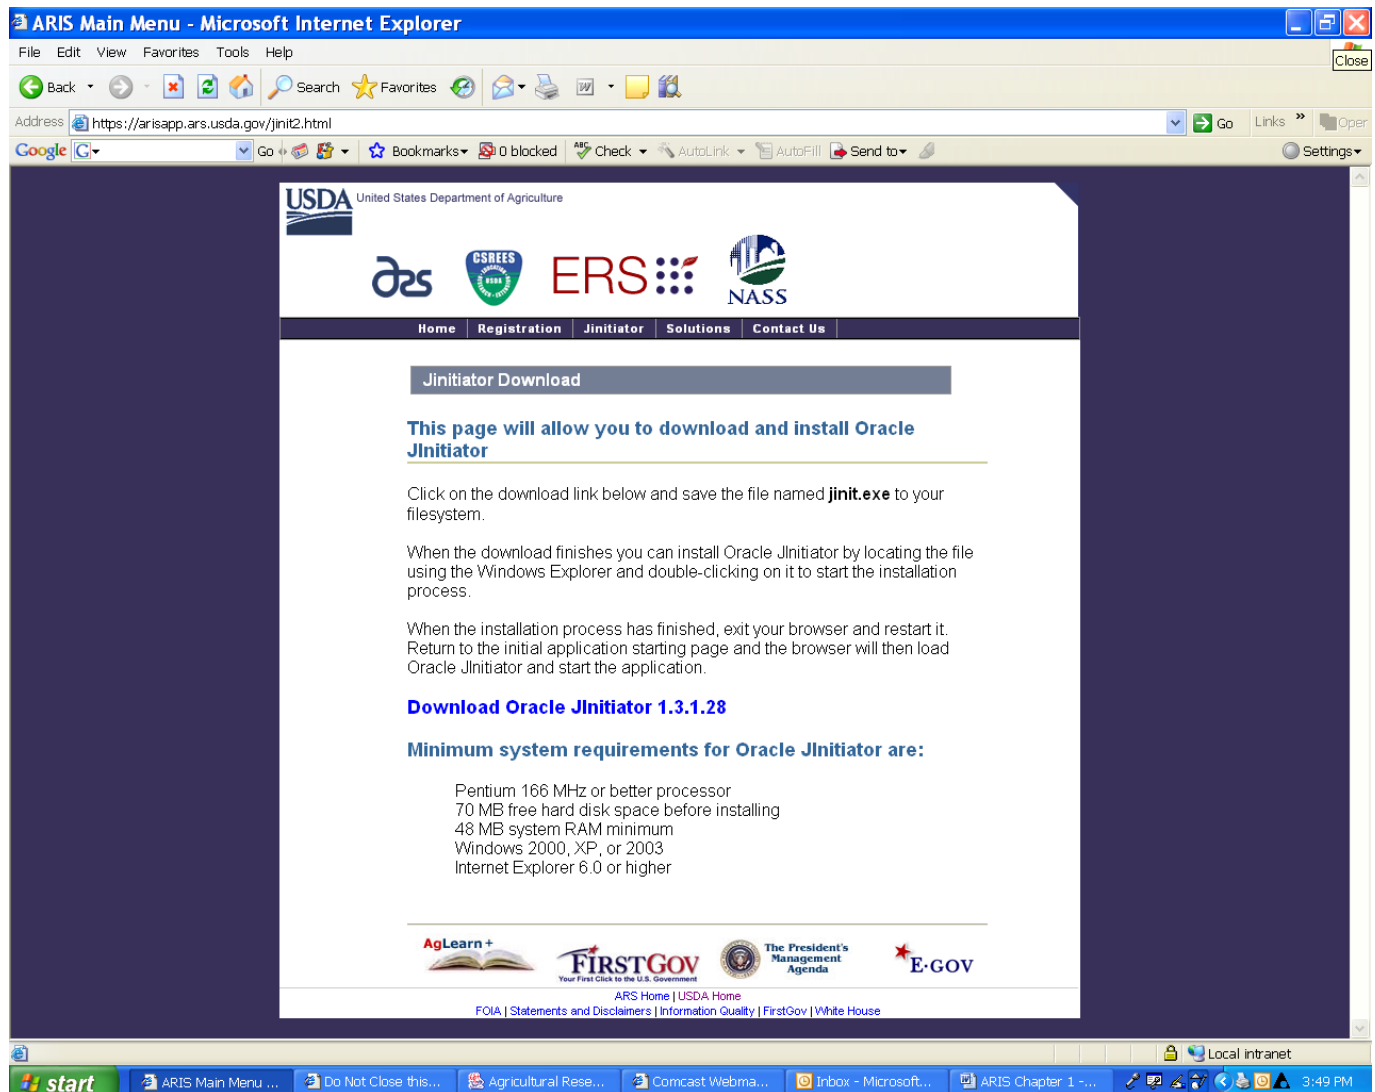 ARIS Main Menu - Microsoft Internet Explorer
File Edit View Favorites Tools Help
Close
Back Search Favorites
Address https://arisapp.ars.usda.gov/jinit2.html Go Links »
Google G Go Bookmarks 0 blocked ABC Check AutoLink AutoFill Send to Settings
USDA United States Department of Agriculture
ars CSREES ERS NASS
Home Registration Jinitiator Solutions Contact Us
Jinitiator Download
This page will allow you to download and install Oracle
JInitiator
Click on the download link below and save the file named jinit.exe to your
filesystem.
When the download finishes you can install Oracle JInitiator by locating the file
using the Windows Explorer and double-clicking on it to start the installation
process.
When the installation process has finished, exit your browser and restart it.
Return to the initial application starting page and the browser will then load
Oracle JInitiator and start the application.
Download Oracle JInitiator 1.3.1.28
Minimum system requirements for Oracle JInitiator are:
Pentium 166 MHz or better processor
70 MB free hard disk space before installing
48 MB system RAM minimum
Windows 2000, XP, or 2003
Internet Explorer 6.0 or higher
AgLearn+
FIRSTGOV
Your First Click to the U.S. Government
The President's
Management
Agenda
E-GOV
ARS Home | USDA Home
FOIA | Statements and Disclaimers | Information Quality | FirstGov | White House
Local intranet
start ARIS Main Menu ... Do Not Close this... Agricultural Rese... Comcast Webma... Inbox - Microsoft... ARIS Chapter 1 -... 3:49 PM